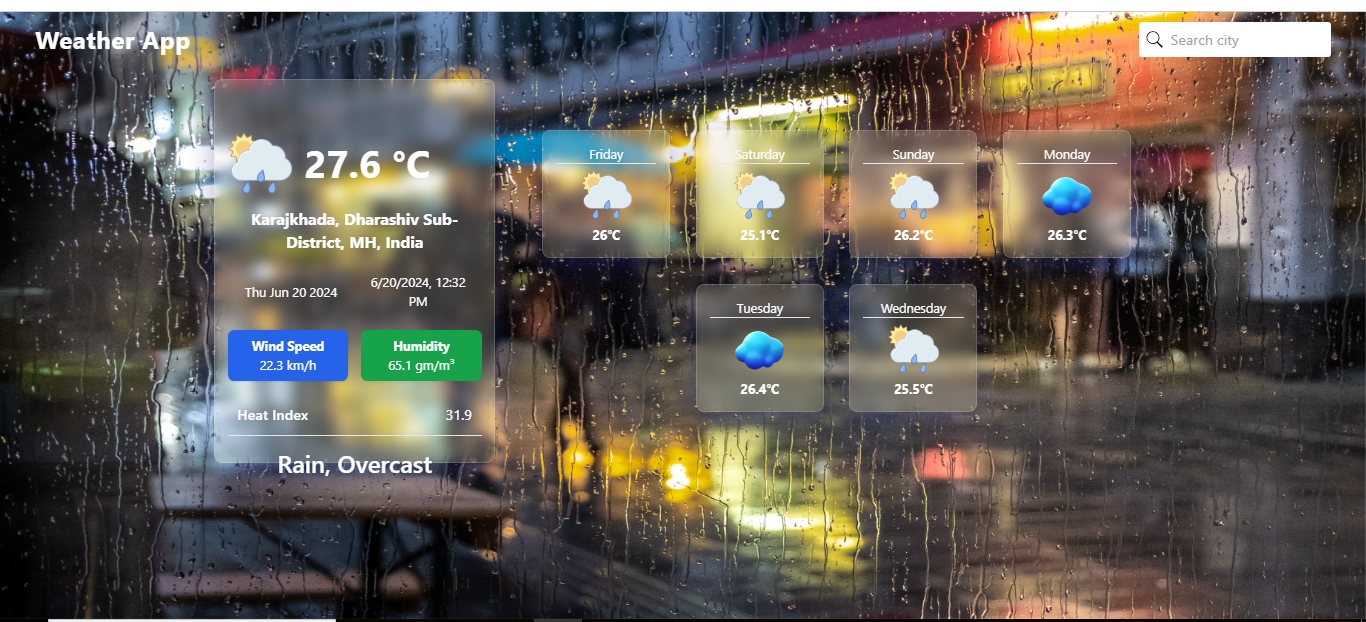 Weather App
Search city
27.6 °C
Karajkhada, Dharashiv Sub-
District, MH, India
Thu Jun 20 2024
6/20/2024, 12:32
PM
Wind Speed
22.3 km/h
Humidity
65.1 gm/m³
Heat Index 31.9
Rain, Overcast
Friday
26°C
Saturday
25.1°C
Sunday
26.2°C
Monday
26.3°C
Tuesday
26.4°C
Wednesday
25.5°C